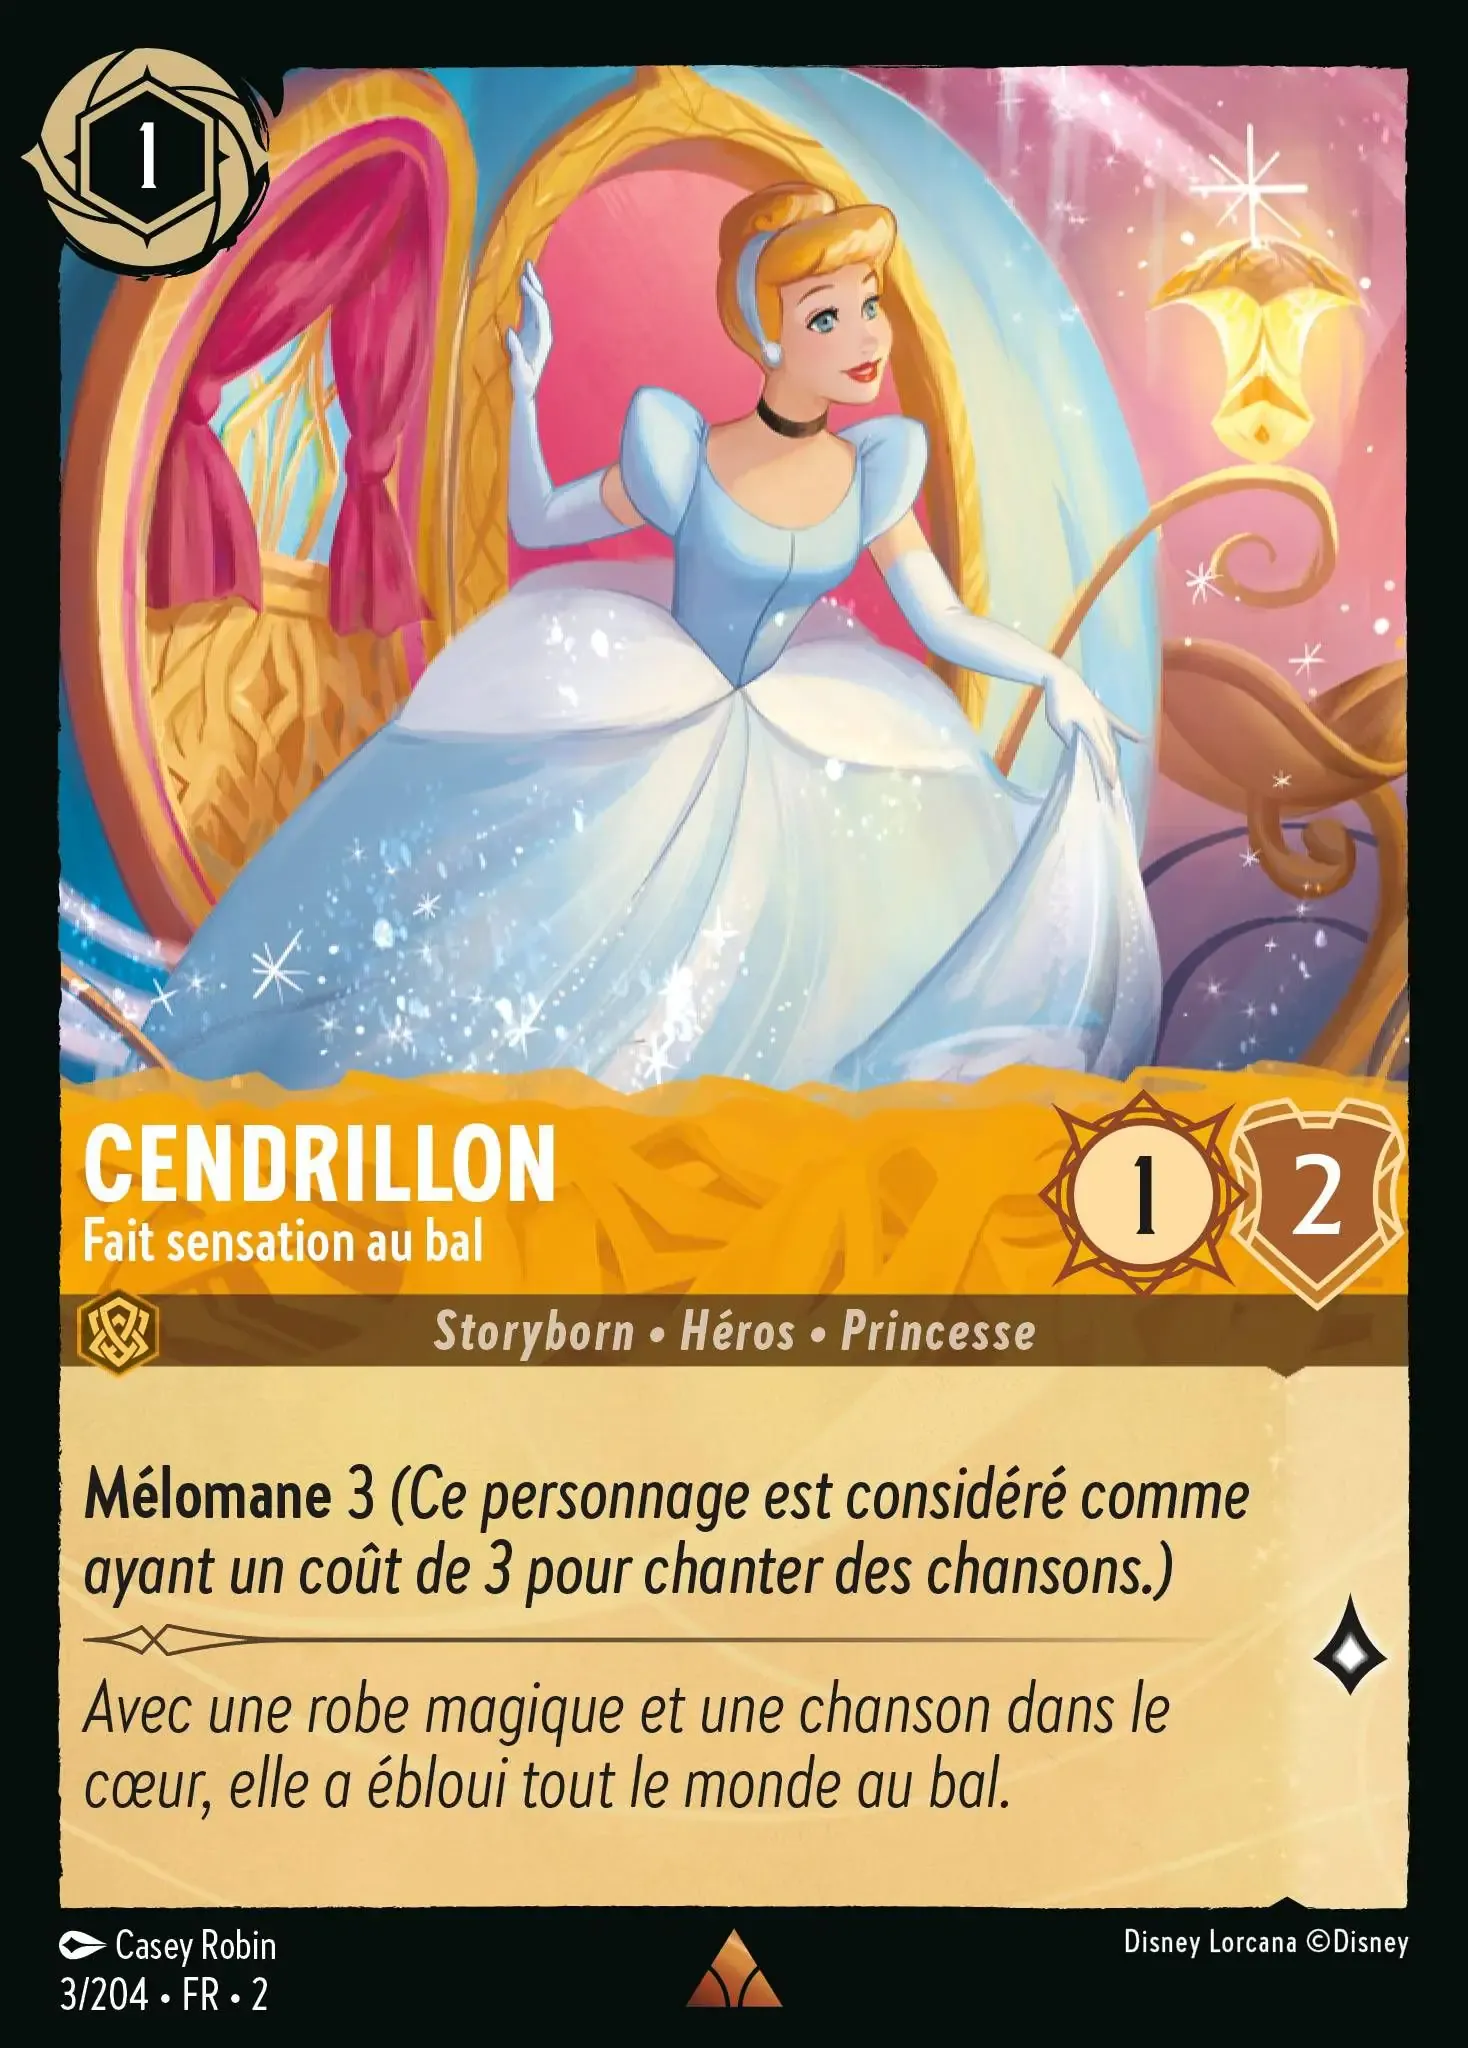 1
CENDRILLON
Fait sensation au bal
1
2
Storyborn • Héros • Princesse
Mélomane 3 (Ce personnage est considéré comme
ayant un coût de 3 pour chanter des chansons.)
Avec une robe magique et une chanson dans le
cœur, elle a ébloui tout le monde au bal.
Casey Robin
Disney Lorcana ©Disney
3/204 • FR • 2